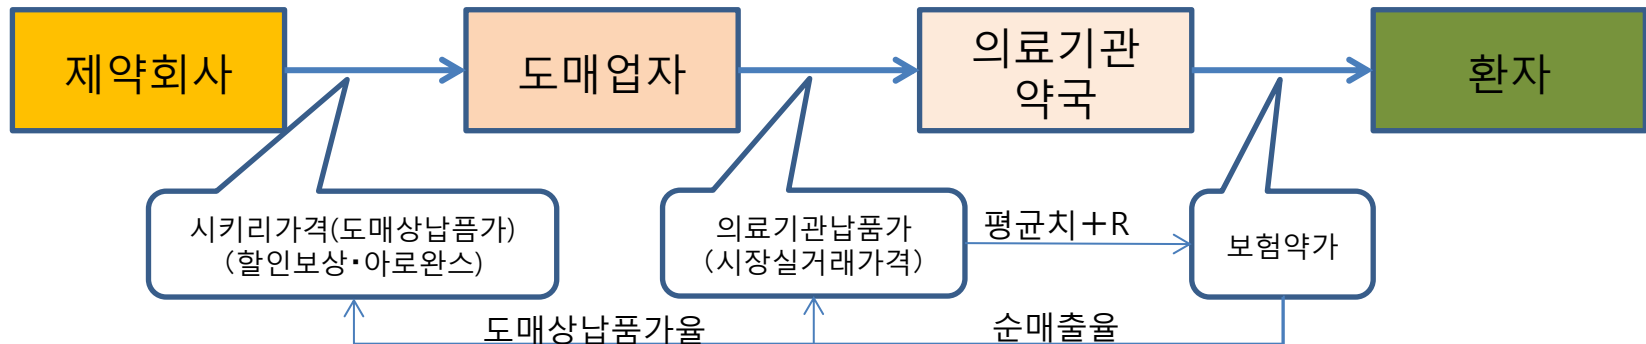 제약회사
도매업자
의료기관
약국
환자
시키리가격(도매상납픔가)
(할인보상·아로완스)
의료기관납품가
(시장실거래가격)
평균치+R
보험약가
도매상납품가율
순매출율